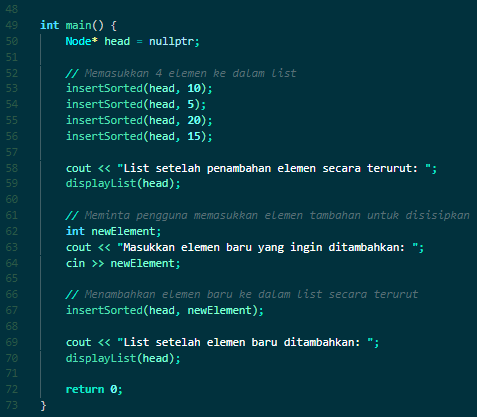 48
49 int main() {
50     Node* head = nullptr;
51
52     // Memasukkan 4 elemen ke dalam list
53     insertSorted(head, 10);
54     insertSorted(head, 5);
55     insertSorted(head, 20);
56     insertSorted(head, 15);
57
58     cout << "List setelah penambahan elemen secara terurut: ";
59     displayList(head);
60
61     // Meminta pengguna memasukkan elemen tambahan untuk disisipkan
62     int newElement;
63     cout << "Masukkan elemen baru yang ingin ditambahkan: ";
64     cin >> newElement;
65
66     // Menambahkan elemen baru ke dalam list secara terurut
67     insertSorted(head, newElement);
68
69     cout << "List setelah elemen baru ditambahkan: ";
70     displayList(head);
71
72     return 0;
73 }